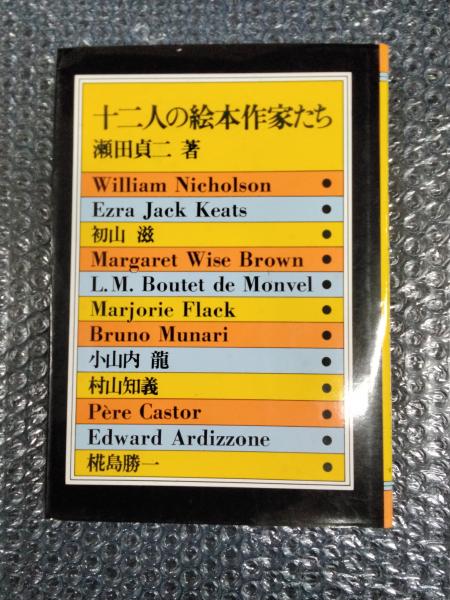 十二人の絵本作家たち
瀬田貞二 著
William Nicholson ●
Ezra Jack Keats ●
初山 滋 ●
Margaret Wise Brown ●
L.M. Boutet de Monvel ●
Marjorie Flack ●
Bruno Munari ●
小山内 龍 ●
村山知義 ●
Père Castor ●
Edward Ardizzone ●
椛島勝一 ●